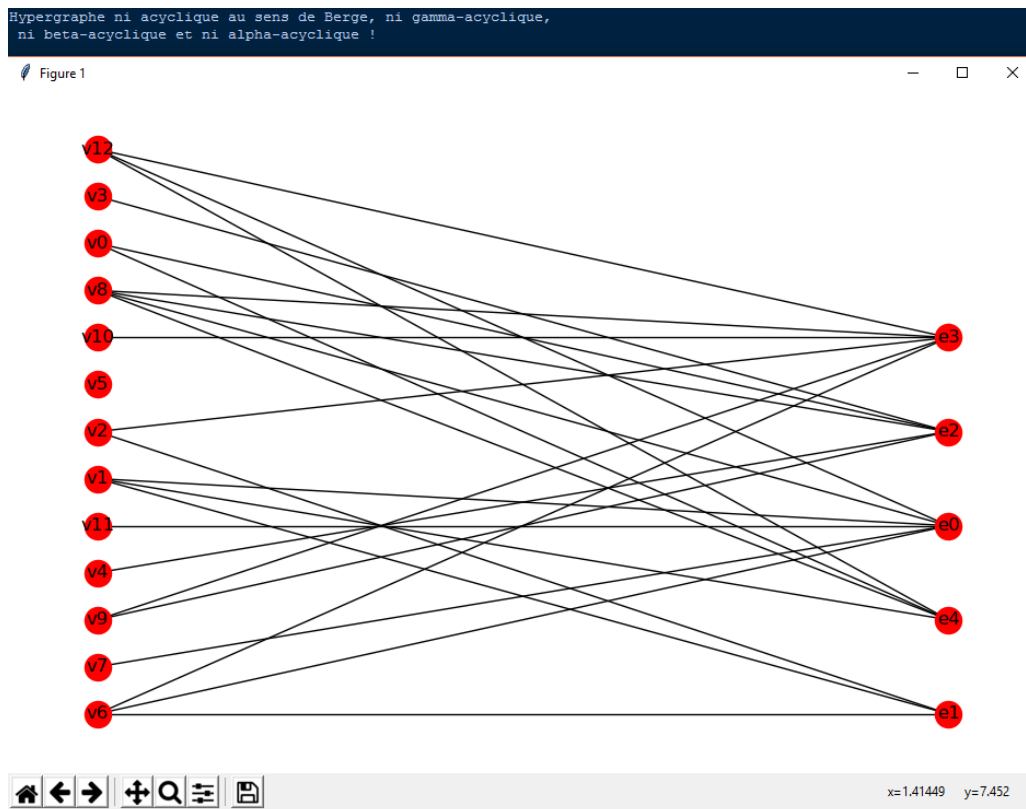 Hypergraphe ni acyclique au sens de Berge, ni gamma-acyclique,
ni beta-acyclique et ni alpha-acyclique !
Figure 1
v12
v3
v0
v8
v10
e3
v5
v2
e2
v1
v11
e0
v4
v9
e4
v7
v6
e1
x=1.41449 y=7.452